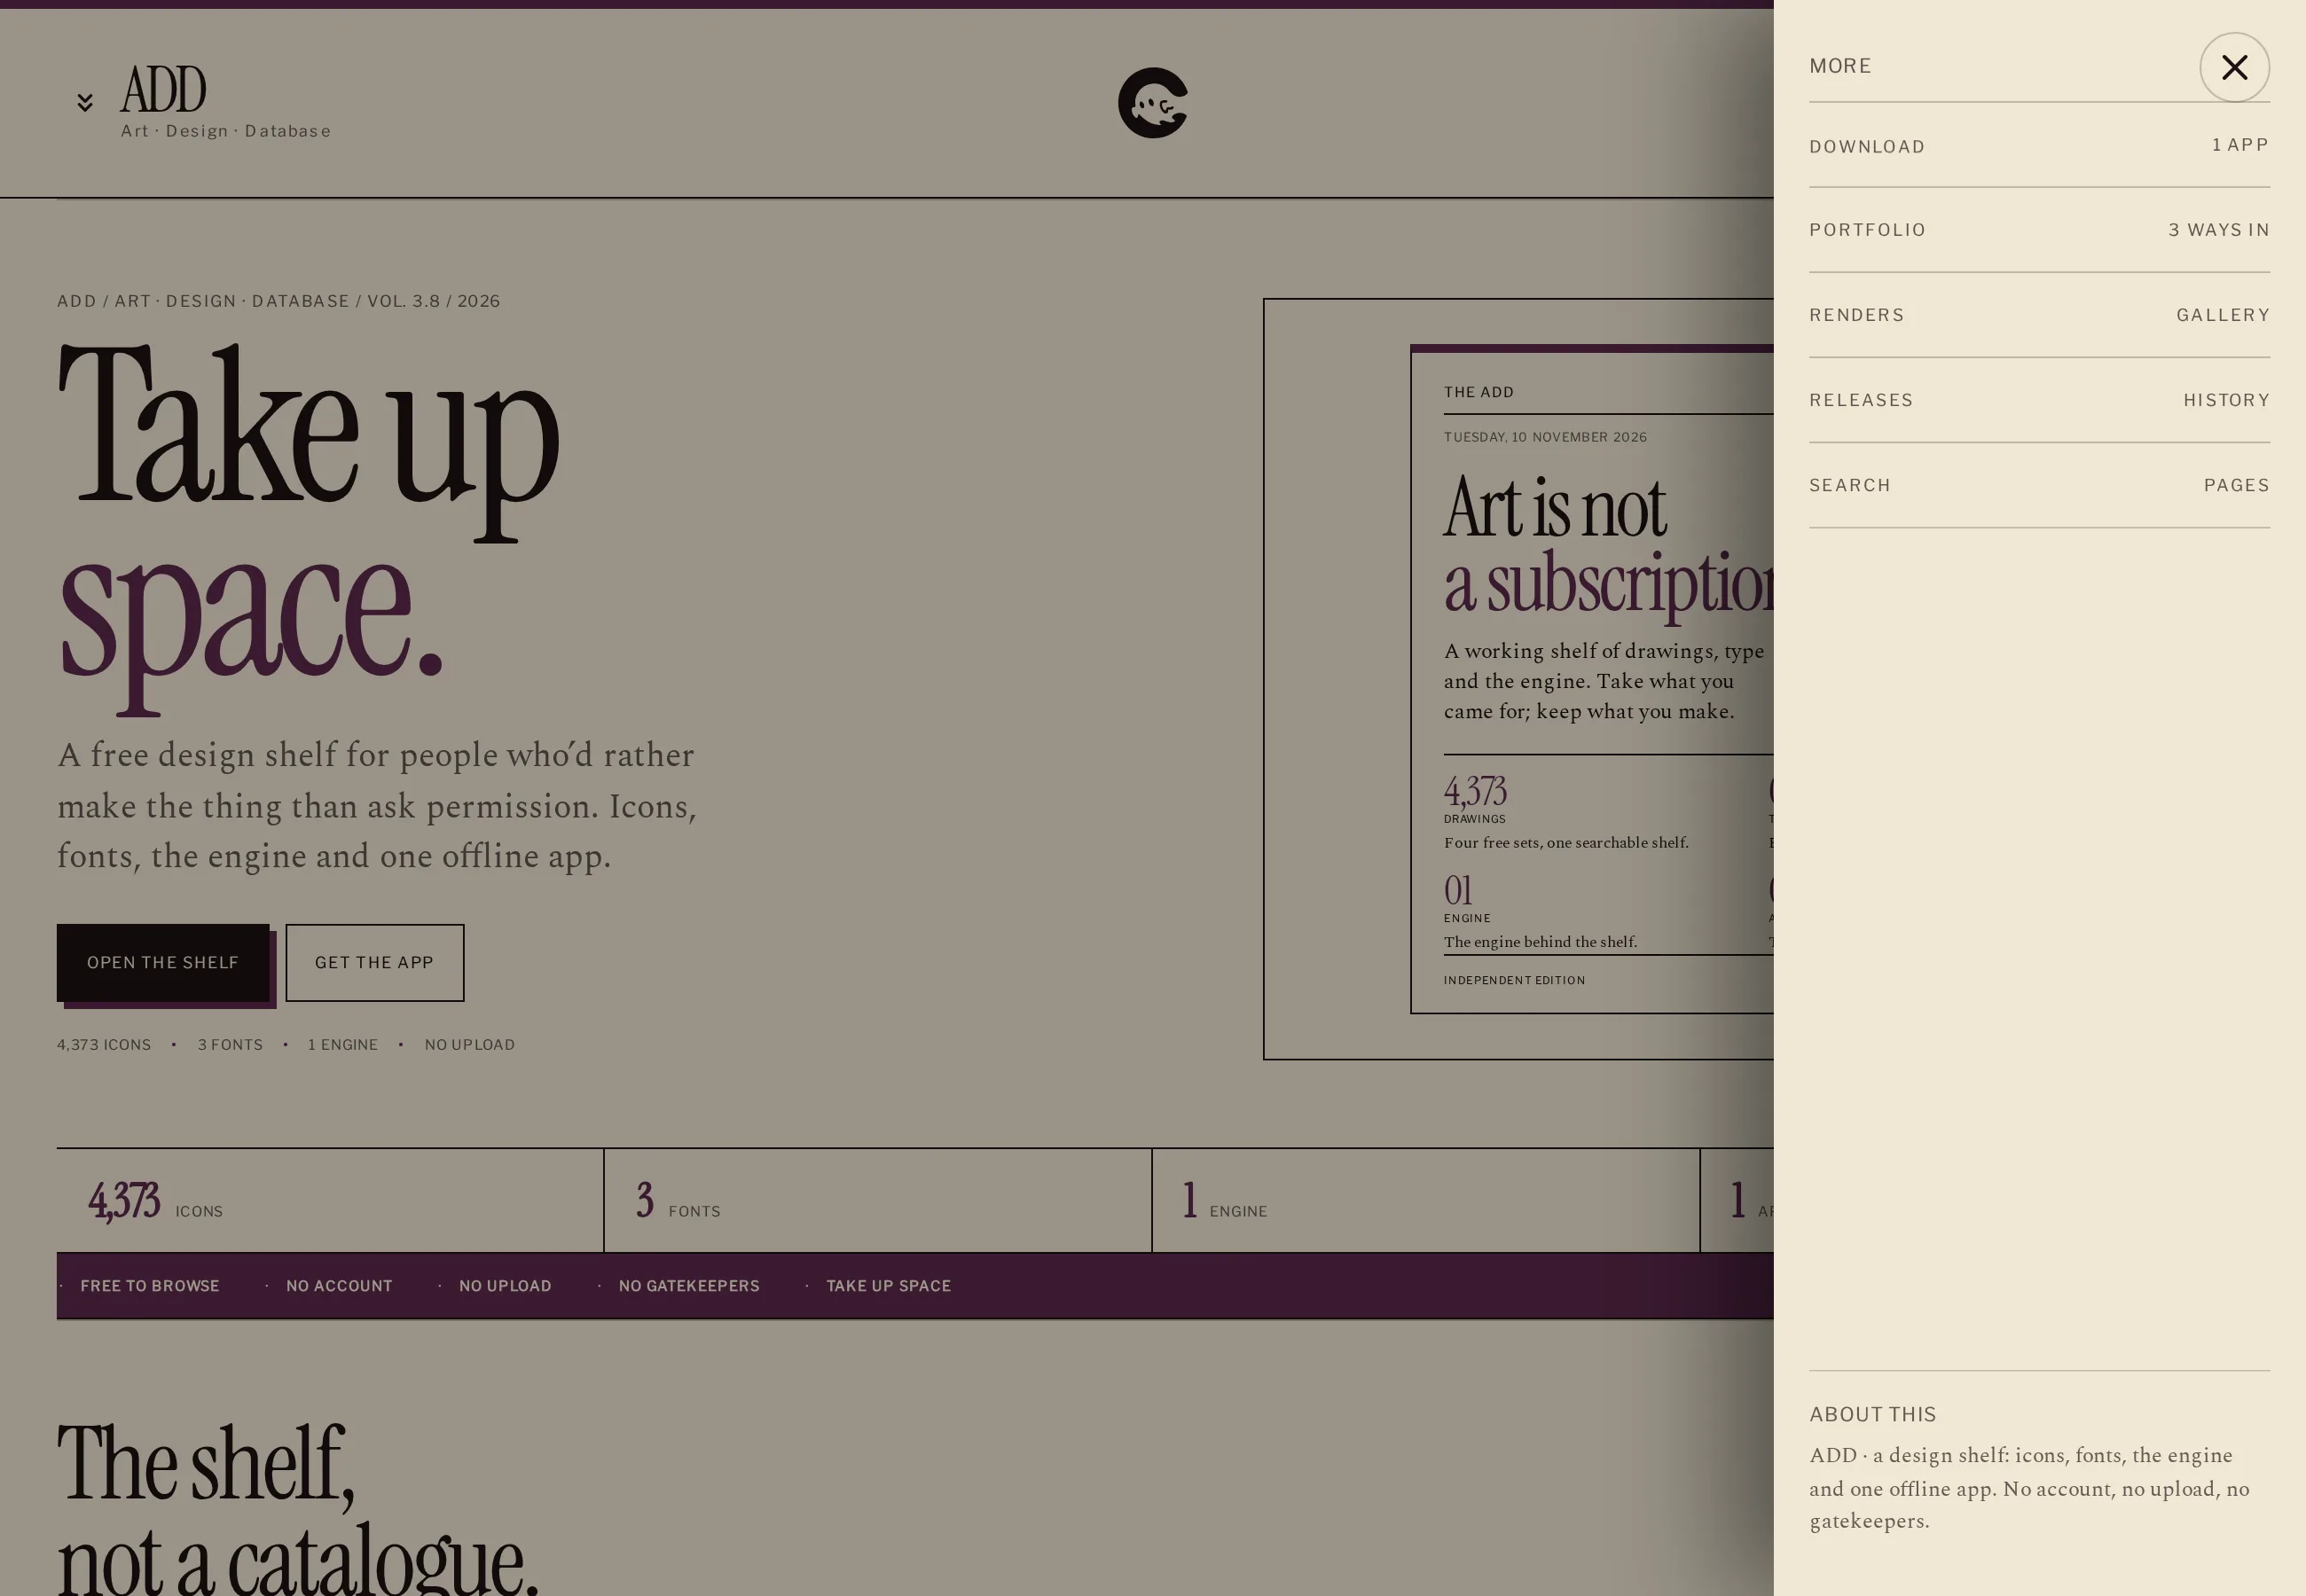 ADD
Art · Design · Database
ADD / ART · DESIGN · DATABASE / VOL. 3.8 / 2026
Take up
space.
A free design shelf for people who’d rather
make the thing than ask permission. Icons,
fonts, the engine and one offline app.
OPEN THE SHELF
GET THE APP
4,373 ICONS • 3 FONTS • 1 ENGINE • NO UPLOAD
THE ADD
TUESDAY, 10 NOVEMBER 2026
Art is not
a subscription
A working shelf of drawings, type
and the engine. Take what you
came for; keep what you make.
4,373
DRAWINGS
Four free sets, one searchable shelf.
01
ENGINE
The engine behind the shelf.
INDEPENDENT EDITION
4,373 ICONS
3 FONTS
1 ENGINE
1
· FREE TO BROWSE · NO ACCOUNT · NO UPLOAD · NO GATEKEEPERS · TAKE UP SPACE
The shelf,
not a catalogue.
MORE
DOWNLOAD 1 APP
PORTFOLIO 3 WAYS IN
RENDERS GALLERY
RELEASES HISTORY
SEARCH PAGES
ABOUT THIS
ADD · a design shelf: icons, fonts, the engine
and one offline app. No account, no upload, no
gatekeepers.